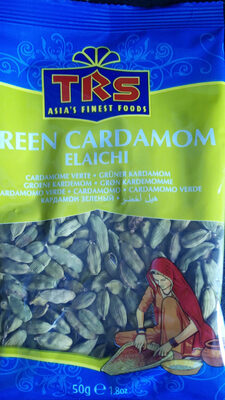 TRS
ASIA'S FINEST FOODS
REEN CARDAMOM
ELAICHI
CARDAMOME VERTE • GRÜNER KARDAMOM
GROENE KARDEMOM • GRÖN KARDEMOMME
ARDAMOMO VERDE • CARDAMOMO • CARDAMOMO VERDE
КАРДАМОН ЗЕЛЕНЫЙ • هيل أخضر
50g e 1.8oz